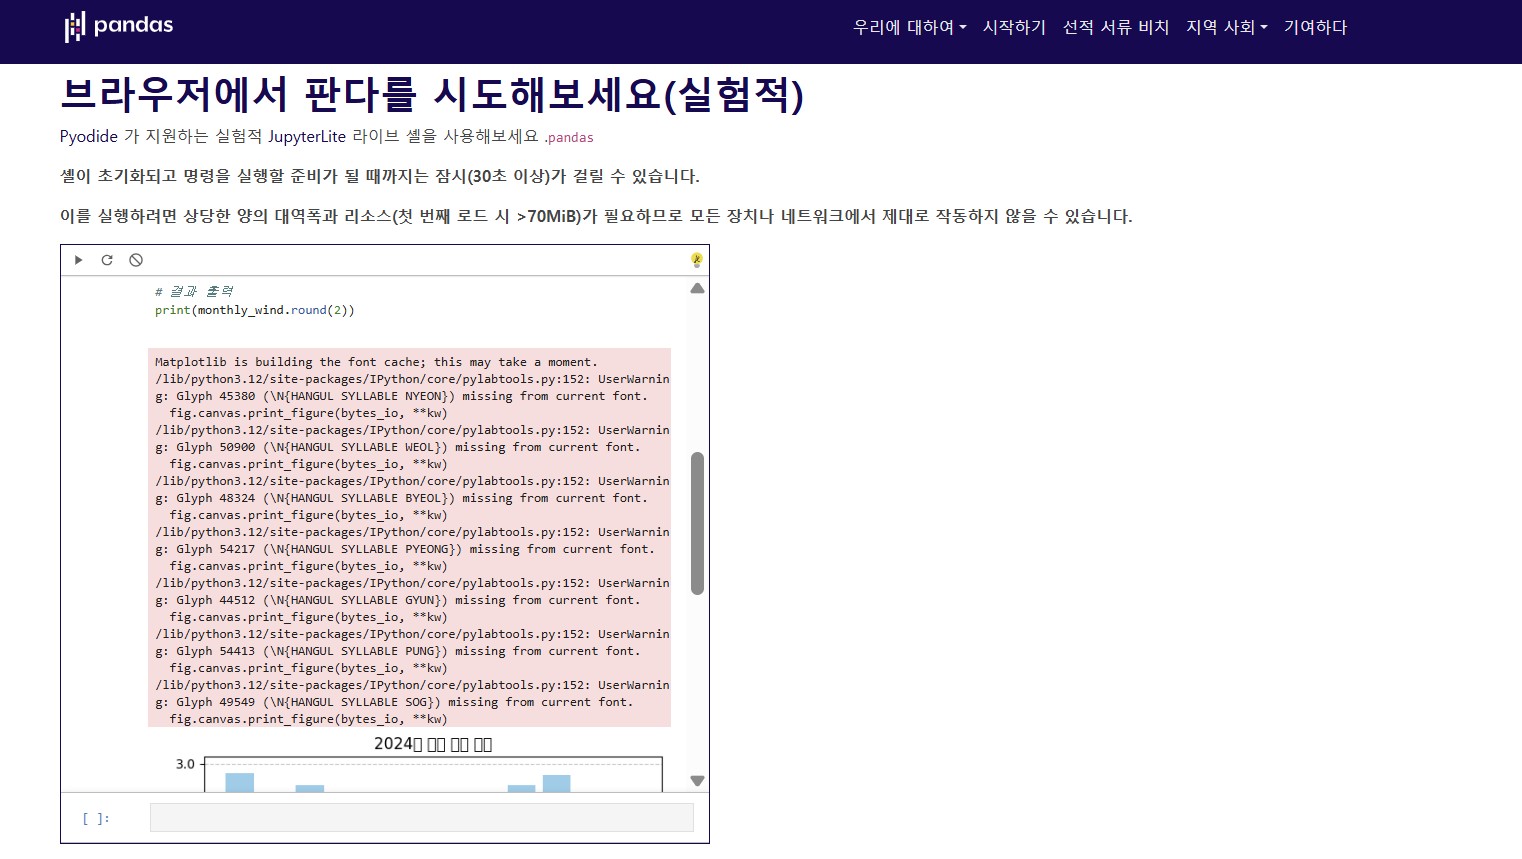 pandas
우리에 대하여 시작하기 선적 서류 비치 지역 사회 기여하다
브라우저에서 판다를 시도해보세요(실험적)
Pyodide 가 지원하는 실험적 JupyterLite 라이브 셸을 사용해보세요 .pandas
셸이 초기화되고 명령을 실행할 준비가 될 때까지는 잠시(30초 이상)가 걸릴 수 있습니다.
이를 실행하려면 상당한 양의 대역폭과 리소스(첫 번째 로드 시 >70MiB)가 필요하므로 모든 장치나 네트워크에서 제대로 작동하지 않을 수 있습니다.
# 결과 출력
print(monthly_wind.round(2))
Matplotlib is building the font cache; this may take a moment.
/lib/python3.12/site-packages/IPython/core/pylabtools.py:152: UserWarnin
g: Glyph 45380 (\N{HANGUL SYLLABLE NYEON}) missing from current font.
fig.canvas.print_figure(bytes_io, **kw)
/lib/python3.12/site-packages/IPython/core/pylabtools.py:152: UserWarnin
g: Glyph 50900 (\N{HANGUL SYLLABLE WEOL}) missing from current font.
fig.canvas.print_figure(bytes_io, **kw)
/lib/python3.12/site-packages/IPython/core/pylabtools.py:152: UserWarnin
g: Glyph 48324 (\N{HANGUL SYLLABLE BYEOL}) missing from current font.
fig.canvas.print_figure(bytes_io, **kw)
/lib/python3.12/site-packages/IPython/core/pylabtools.py:152: UserWarnin
g: Glyph 54217 (\N{HANGUL SYLLABLE PYEONG}) missing from current font.
fig.canvas.print_figure(bytes_io, **kw)
/lib/python3.12/site-packages/IPython/core/pylabtools.py:152: UserWarnin
g: Glyph 44512 (\N{HANGUL SYLLABLE GYUN}) missing from current font.
fig.canvas.print_figure(bytes_io, **kw)
/lib/python3.12/site-packages/IPython/core/pylabtools.py:152: UserWarnin
g: Glyph 54413 (\N{HANGUL SYLLABLE PUNG}) missing from current font.
fig.canvas.print_figure(bytes_io, **kw)
/lib/python3.12/site-packages/IPython/core/pylabtools.py:152: UserWarnin
g: Glyph 49549 (\N{HANGUL SYLLABLE SOG}) missing from current font.
fig.canvas.print_figure(bytes_io, **kw)
2024□ □□ □□ □□
3.0
[ ]: